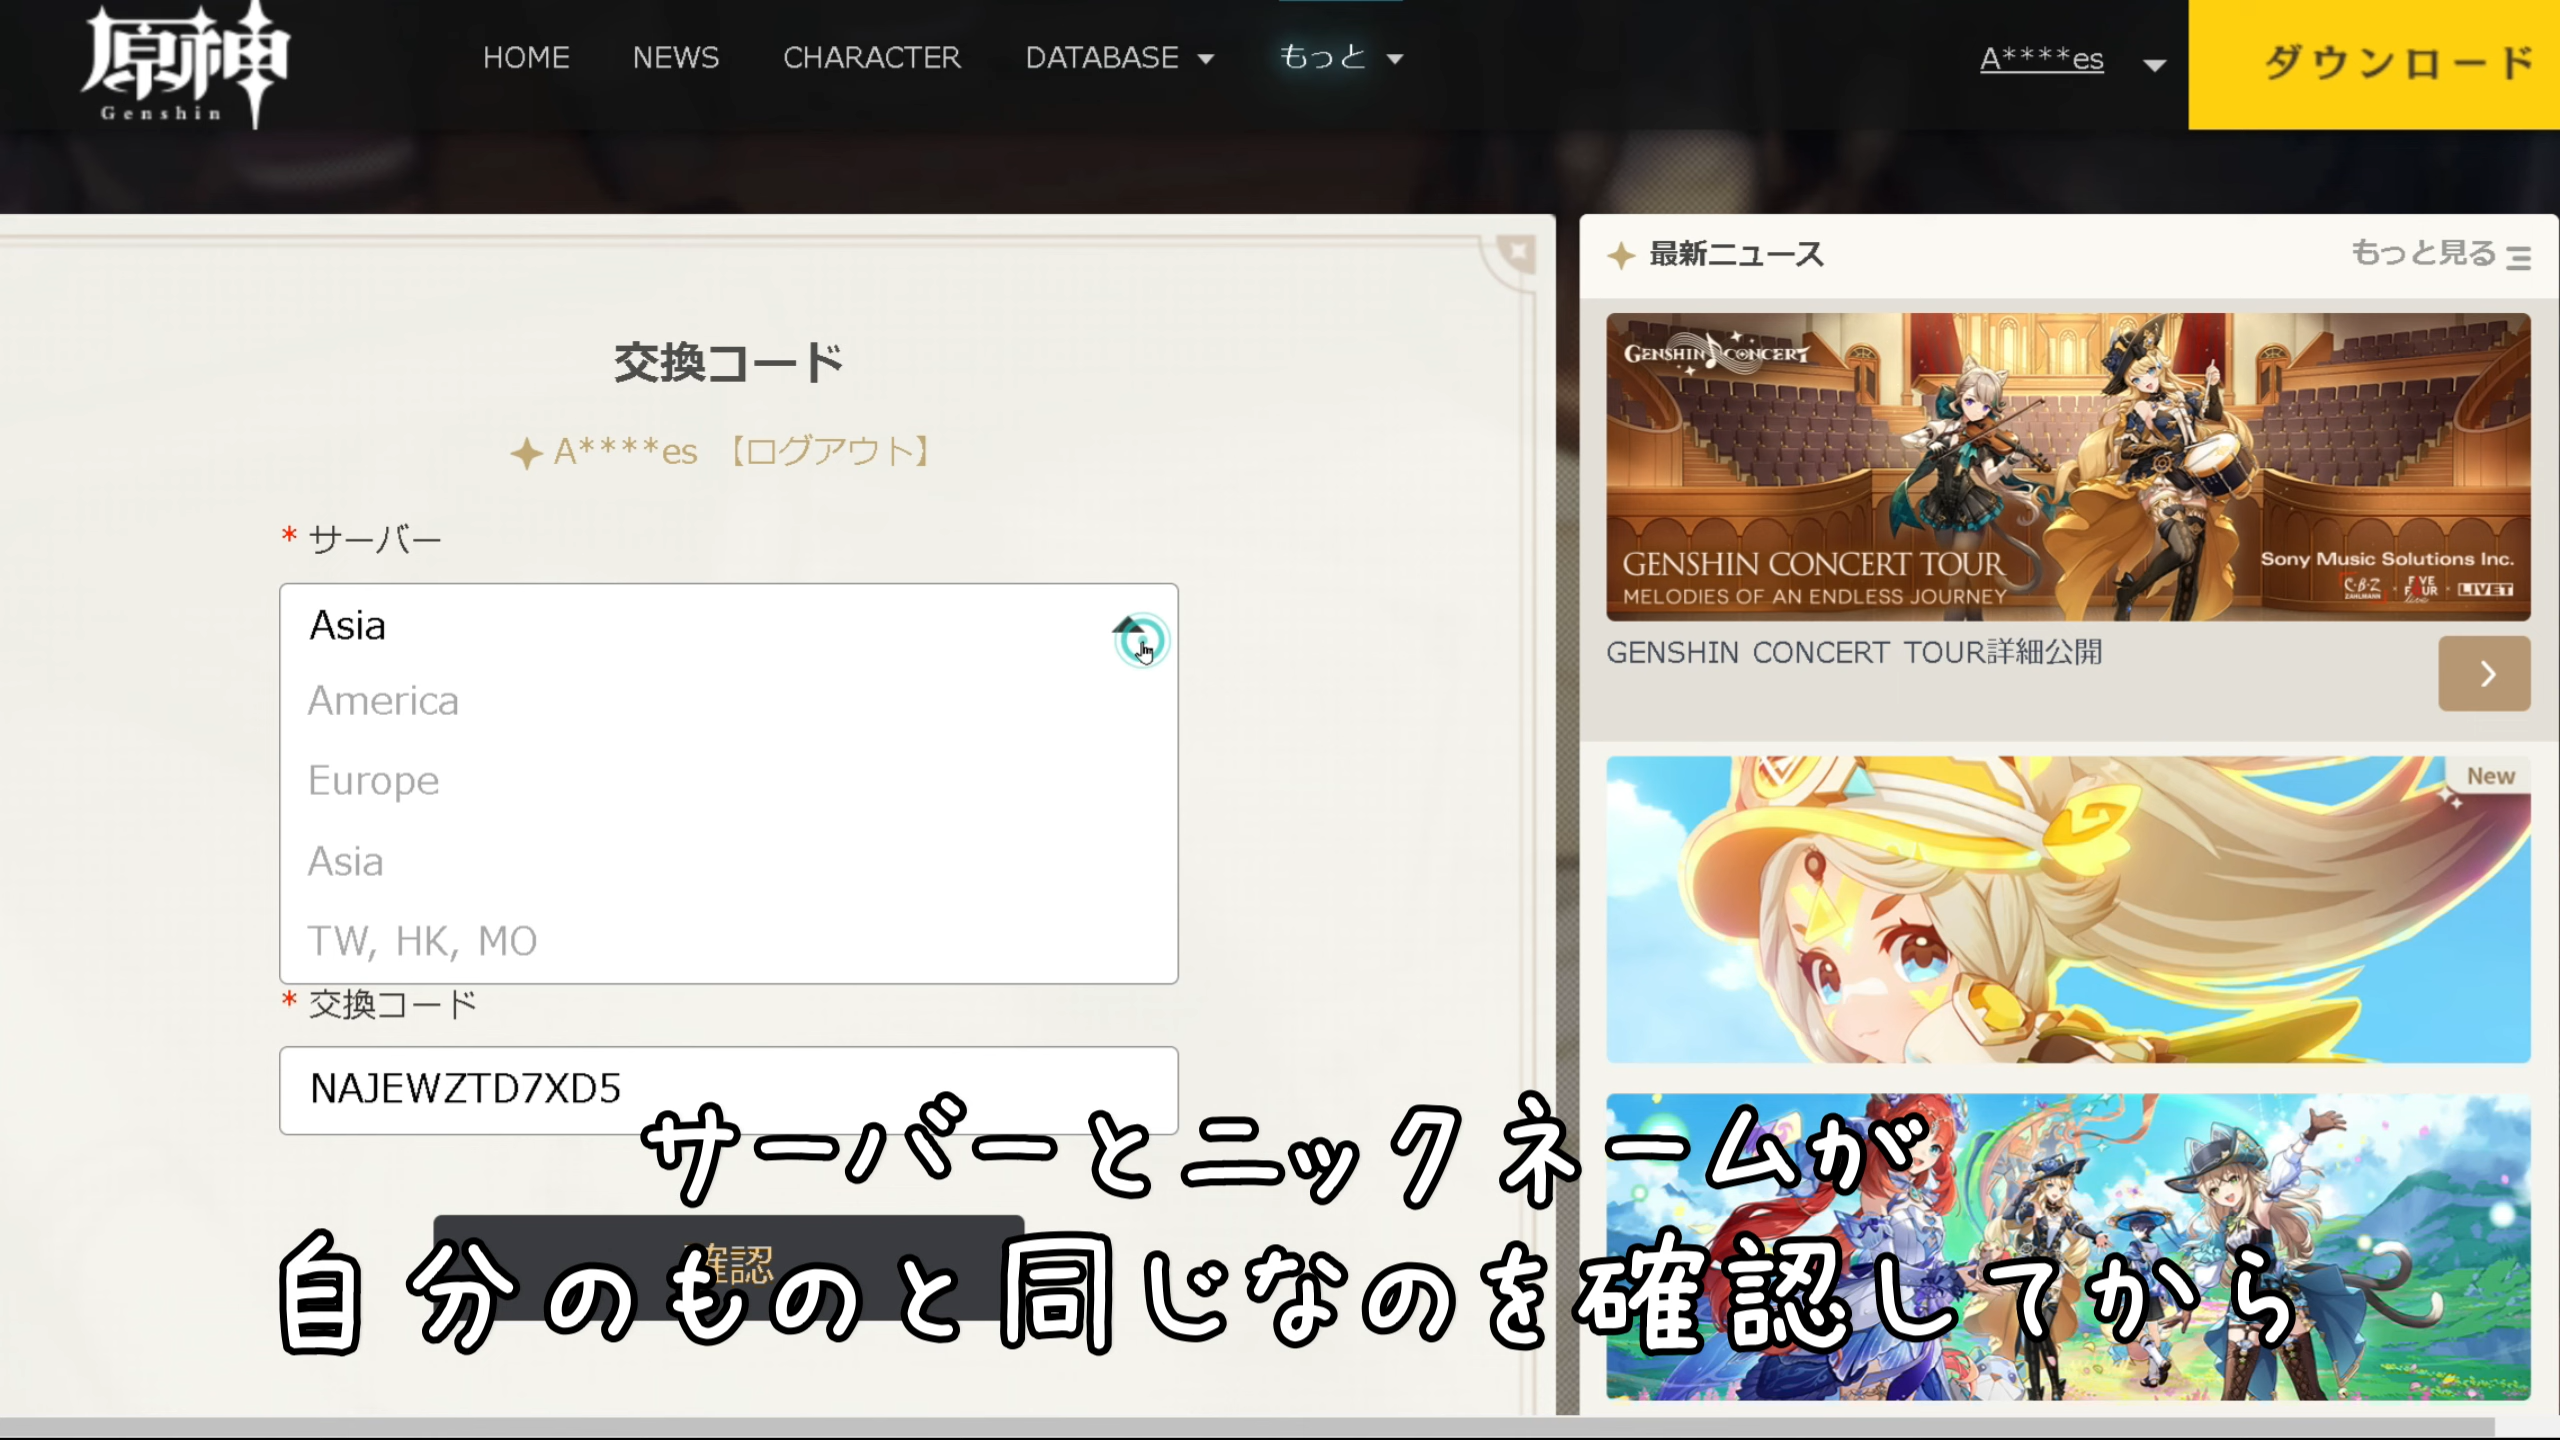 原神
Genshin
HOME
NEWS
CHARACTER
DATABASE
もっと
A****es
ダウンロード
交換コード
A****es 【ログアウト】
* サーバー
Asia
America
Europe
Asia
TW, HK, MO
* 交換コード
NAJEWZTD7XD5
確認
最新ニュース
もっと見る
GENSHIN CONCERT
GENSHIN CONCERT TOUR
MELODIES OF AN ENDLESS JOURNEY
Sony Music Solutions Inc.
LIVET
GENSHIN CONCERT TOUR詳細公開
New
サーバーとニックネームが
自分のものと同じなのを確認してから